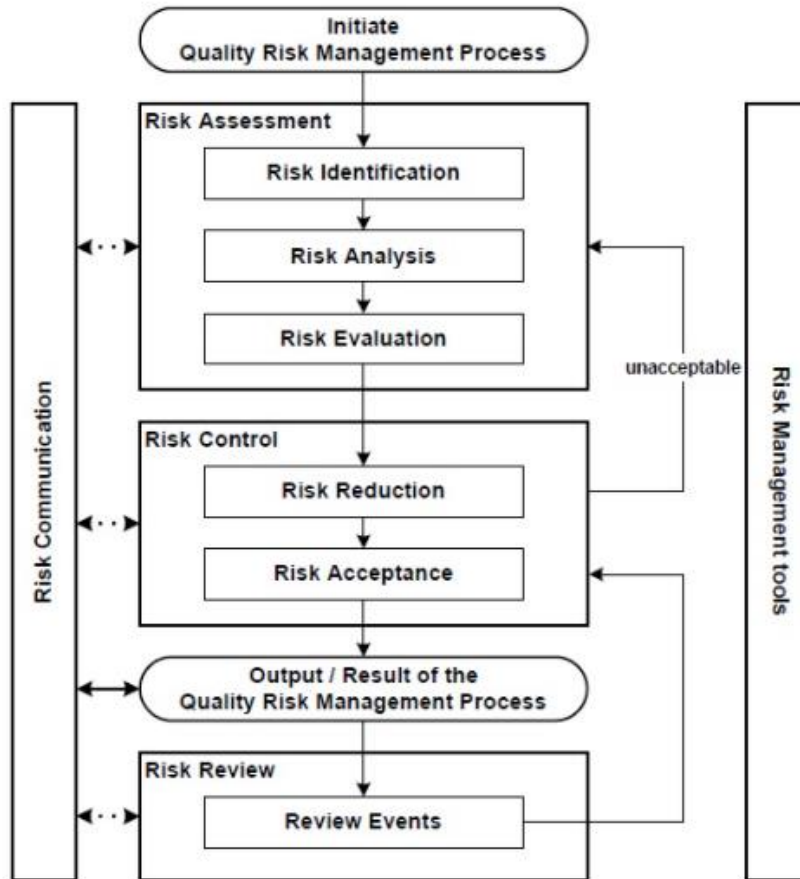 Initiate
Quality Risk Management Process
Risk Assessment
Risk Identification
Risk Analysis
Risk Evaluation
unacceptable
Risk Control
Risk Reduction
Risk Acceptance
Output / Result of the
Quality Risk Management Process
Risk Review
Review Events
Risk Communication
Risk Management tools